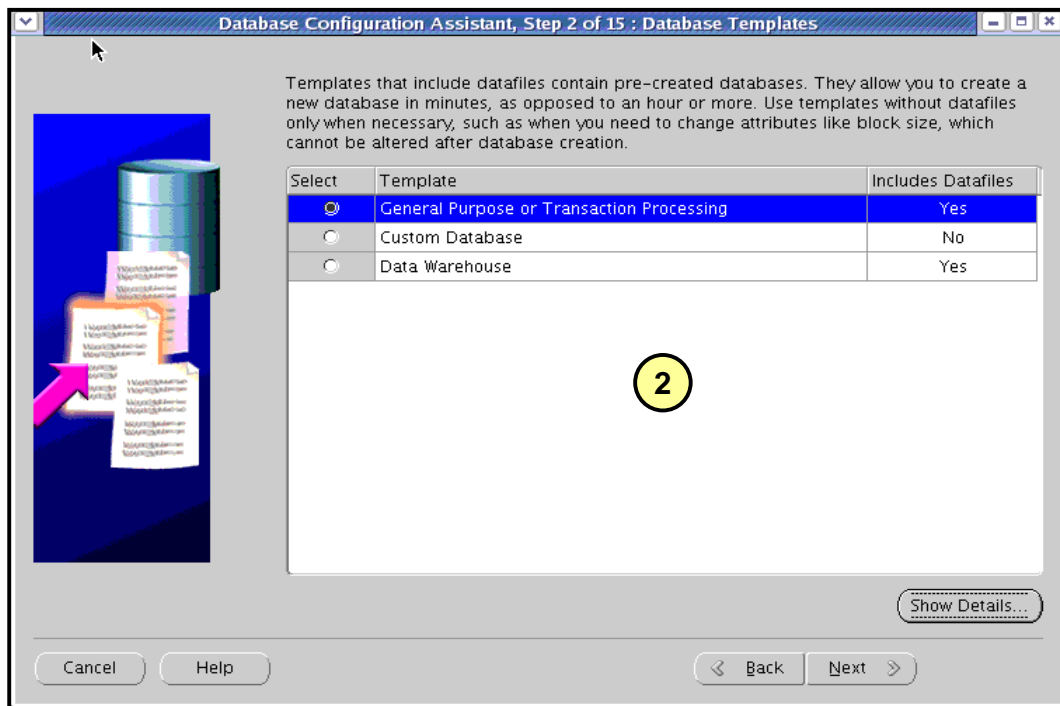 Database Configuration Assistant, Step 2 of 15 : Database Templates
Templates that include datafiles contain pre-created databases. They allow you to create a
new database in minutes, as opposed to an hour or more. Use templates without datafiles
only when necessary, such as when you need to change attributes like block size, which
cannot be altered after database creation.
Select Template Includes Datafiles
General Purpose or Transaction Processing Yes
Custom Database No
Data Warehouse Yes
2
Show Details...
Cancel Help Back Next